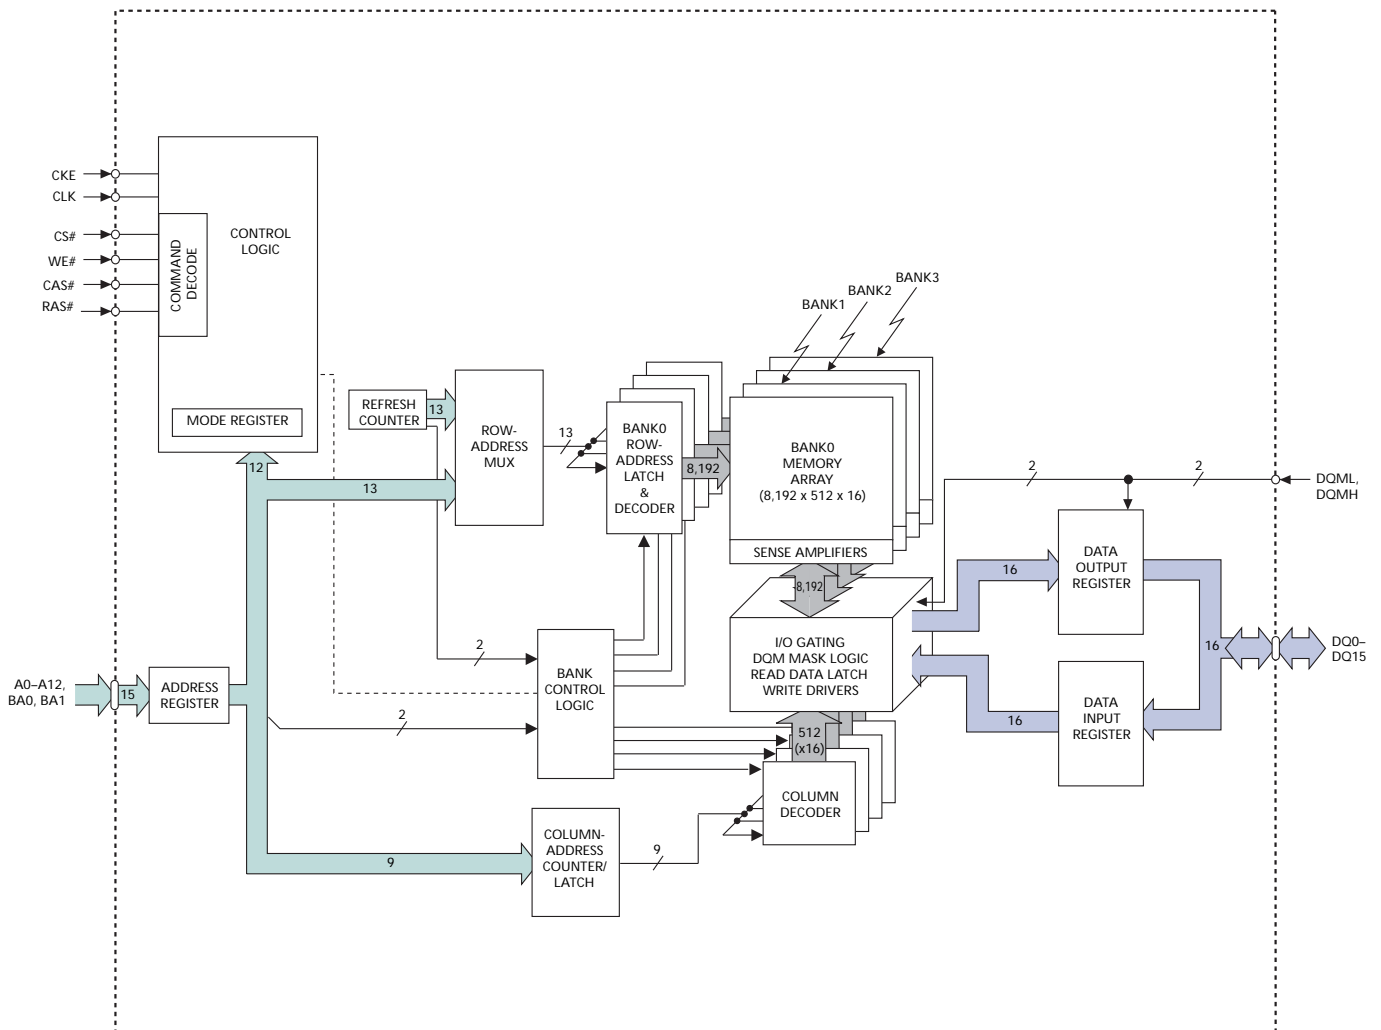 CKE
CLK
CS#
WE#
CAS#
RAS#
COMMAND
DECODE
CONTROL
LOGIC
MODE REGISTER
12
REFRESH
COUNTER
13
13
ROW-
ADDRESS
MUX
13
BANK0
ROW-
ADDRESS
LATCH
&
DECODER
8,192
BANK1
BANK2
BANK3
BANK0
MEMORY
ARRAY
(8,192 x 512 x 16)
SENSE AMPLIFIERS
8,192
I/O GATING
DQM MASK LOGIC
READ DATA LATCH
WRITE DRIVERS
512
(x16)
COLUMN
DECODER
2
2
DQML,
DQMH
16
DATA
OUTPUT
REGISTER
16
DQ0–
DQ15
16
DATA
INPUT
REGISTER
A0–A12,
BA0, BA1
15
ADDRESS
REGISTER
2
2
BANK
CONTROL
LOGIC
9
COLUMN-
ADDRESS
COUNTER/
LATCH
9